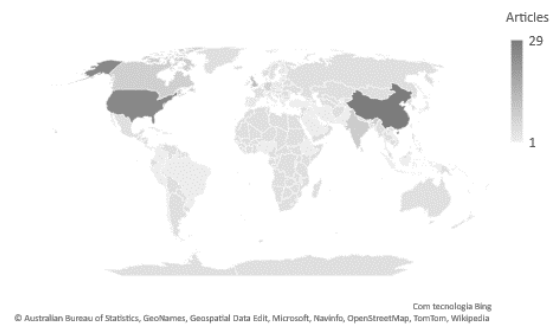 Articles
29
1
Com tecnologia Bing
© Australian Bureau of Statistics, GeoNames, Geospatial Data Edit, Microsoft, Navinfo, OpenStreetMap, TomTom, Wikipedia